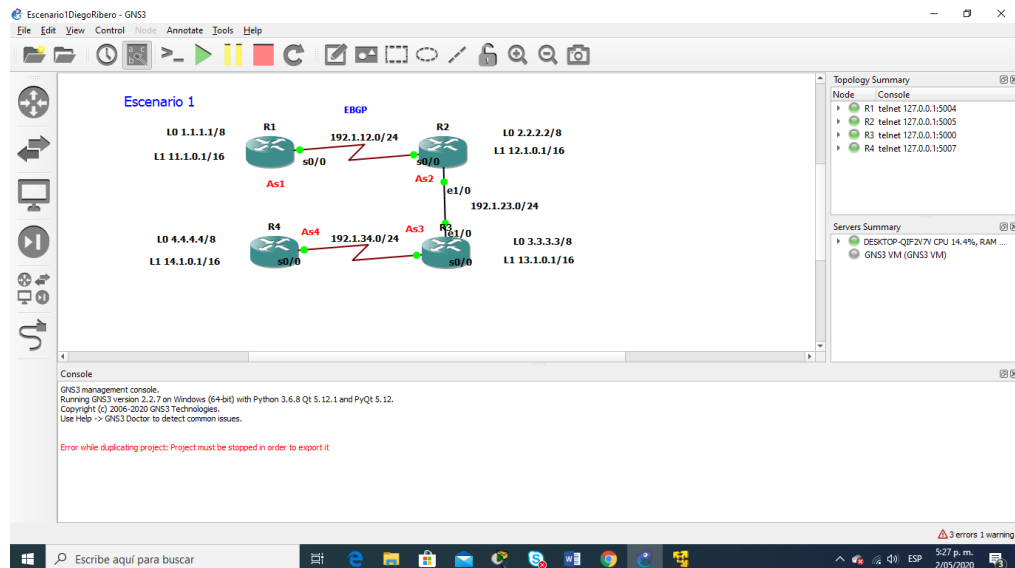 Escenario1DiegoRibero - GNS3
File Edit View Control Node Annotate Tools Help
Escenario 1
EBGP
L0 1.1.1.1/8
R1
192.1.12.0/24
R2
L0 2.2.2.2/8
L1 11.1.0.1/16
s0/0
s0/0
L1 12.1.0.1/16
As1
As2
e1/0
192.1.23.0/24
L0 4.4.4.4/8
R4
As4
192.1.34.0/24
As3
R3
e1/0
L0 3.3.3.3/8
L1 14.1.0.1/16
s0/0
s0/0
L1 13.1.0.1/16
Topology Summary
Node Console
R1 telnet 127.0.0.1:5004
R2 telnet 127.0.0.1:5005
R3 telnet 127.0.0.1:5000
R4 telnet 127.0.0.1:5007
Servers Summary
DESKTOP-QIF2V7V CPU 14.4%, RAM ...
GNS3 VM (GNS3 VM)
Console
GNS3 management console.
Running GNS3 version 2.2.7 on Windows (64-bit) with Python 3.6.8 Qt 5.12.1 and PyQt 5.12.
Copyright (c) 2006-2020 GNS3 Technologies.
Use Help -> GNS3 Doctor to detect common issues.
Error while duplicating project: Project must be stopped in order to export it
3 errors 1 warning
Escribe aquí para buscar
ESP
5:27 p. m.
2/05/2020